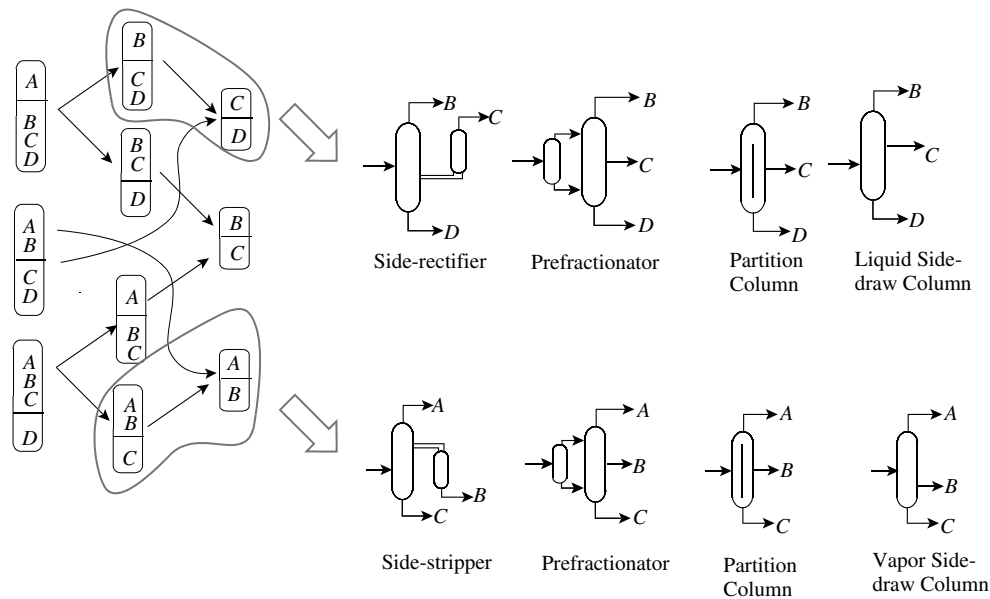 A
B
C
D
B
C
D
B
C
D
C
D
A
B
C
D
B
C
A
B
C
D
A
B
C
A
B
C
A
B
B
C
D
Side-rectifier
B
C
D
Prefractionator
B
C
D
Partition
Column
B
C
D
Liquid Side-
draw Column
A
B
C
Side-stripper
A
B
C
Prefractionator
A
B
C
Partition
Column
A
B
C
Vapor Side-
draw Column